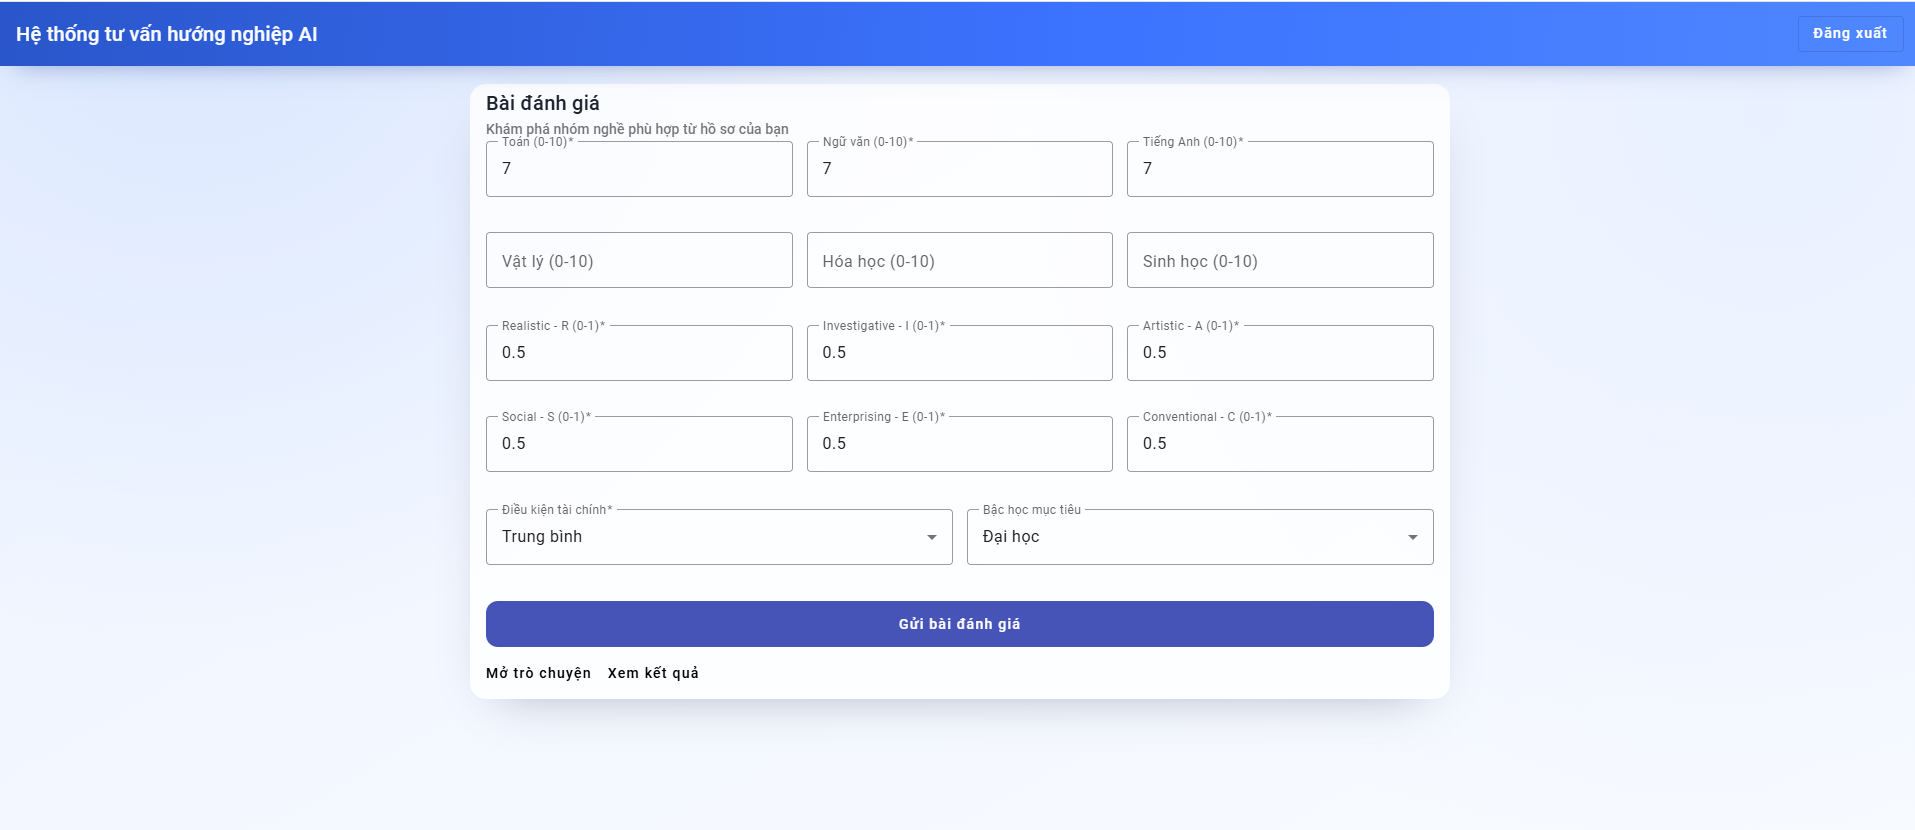 Hệ thống tư vấn hướng nghiệp AI
Đăng xuất
Bài đánh giá
Khám phá nhóm nghề phù hợp từ hồ sơ của bạn
Toán (0-10)*
7
Ngữ văn (0-10)*
7
Tiếng Anh (0-10)*
7
Vật lý (0-10)
Hóa học (0-10)
Sinh học (0-10)
Realistic - R (0-1)*
0.5
Investigative - I (0-1)*
0.5
Artistic - A (0-1)*
0.5
Social - S (0-1)*
0.5
Enterprising - E (0-1)*
0.5
Conventional - C (0-1)*
0.5
Điều kiện tài chính*
Trung bình
Bậc học mục tiêu
Đại học
Gửi bài đánh giá
Mở trò chuyện
Xem kết quả